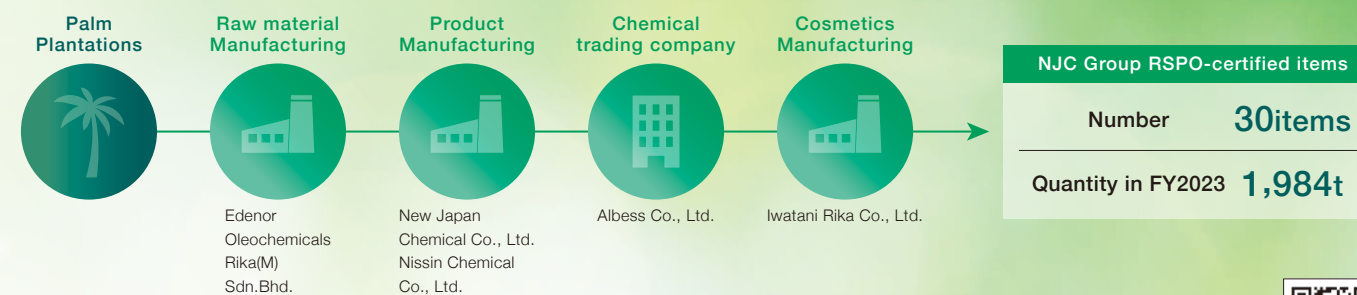 Palm
Plantations
Raw material
Manufacturing
Product
Manufacturing
Chemical
trading company
Cosmetics
Manufacturing
Edenor
Oleochemicals
Rika(M)
Sdn.Bhd.
New Japan
Chemical Co., Ltd.
Nissin Chemical
Co., Ltd.
Albess Co., Ltd.
Iwatani Rika Co., Ltd.
NJC Group RSPO-certified items
Number 30items
Quantity in FY2023 1,984t